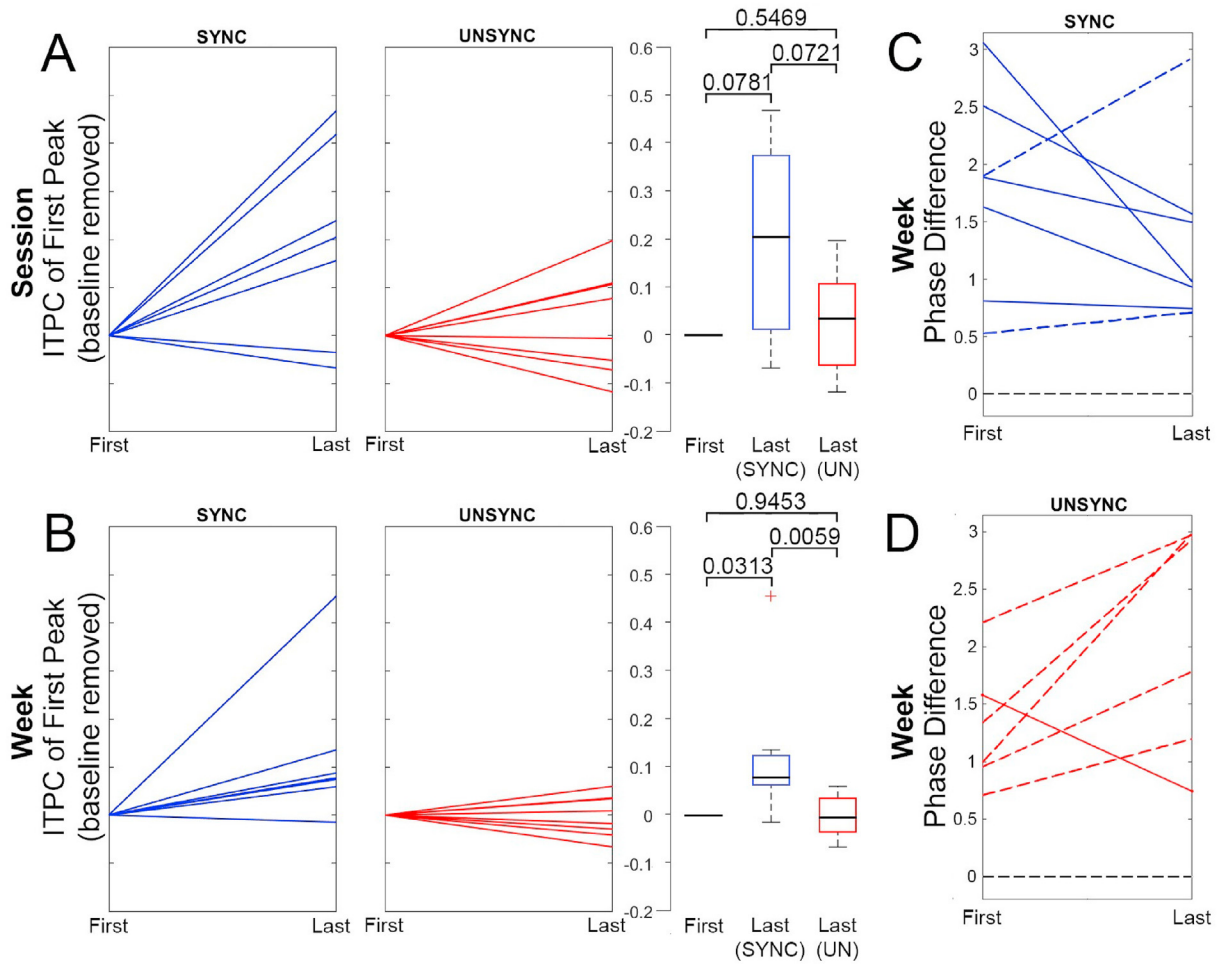 A
SYNC
UNSYNC
Session
ITPC of First Peak
(baseline removed)
0.6
0.5
0.4
0.3
0.2
0.1
0
-0.1
-0.2
0.5469
0.0721
0.0781
First
Last
First
Last
First
Last
(SYNC)
Last
(UN)
C
SYNC
Week
Phase Difference
3
2.5
2
1.5
1
0.5
0
First
Last
B
SYNC
UNSYNC
Week
ITPC of First Peak
(baseline removed)
0.6
0.5
0.4
0.3
0.2
0.1
0
-0.1
-0.2
0.9453
0.0059
0.0313
First
Last
First
Last
First
Last
(SYNC)
Last
(UN)
D
UNSYNC
Week
Phase Difference
3
2.5
2
1.5
1
0.5
0
First
Last